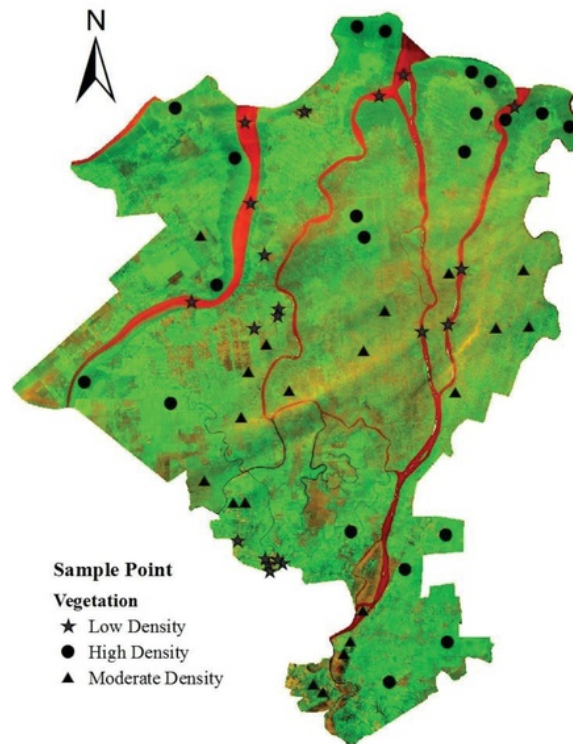 N
Sample Point
Vegetation
Low Density
High Density
Moderate Density